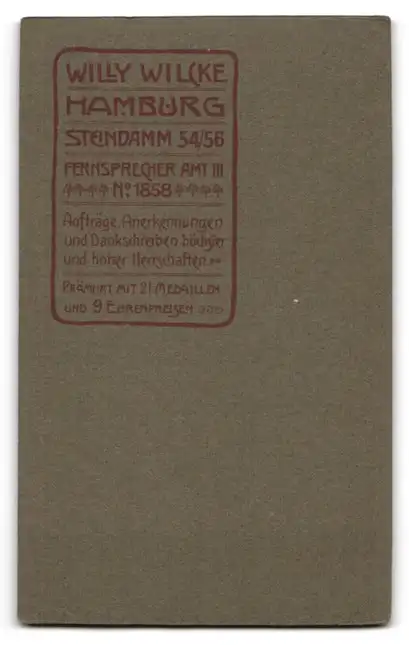 WILLY WILCKE
HAMBURG
STEINDAMM 54/56
FERNSPRECHER AMT III
No 1858
Aufträge, Anerkennungen
und Dankschreiben höchster
und hoher Herrschaften
PRÄMIIRT MIT 21 MEDAILLEN
UND 9 EHRENPREISEN